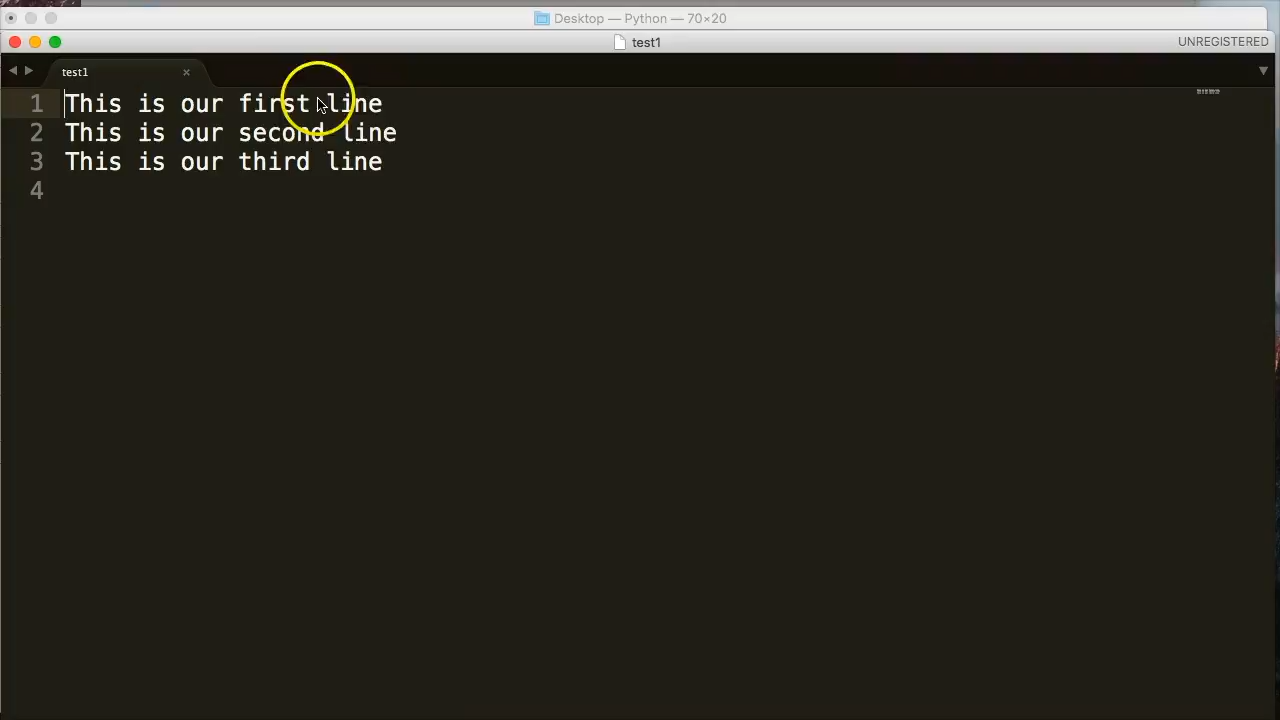 Desktop — Python — 70×20
test1
UNREGISTERED
test1
1 This is our first line
2 This is our second line
3 This is our third line
4